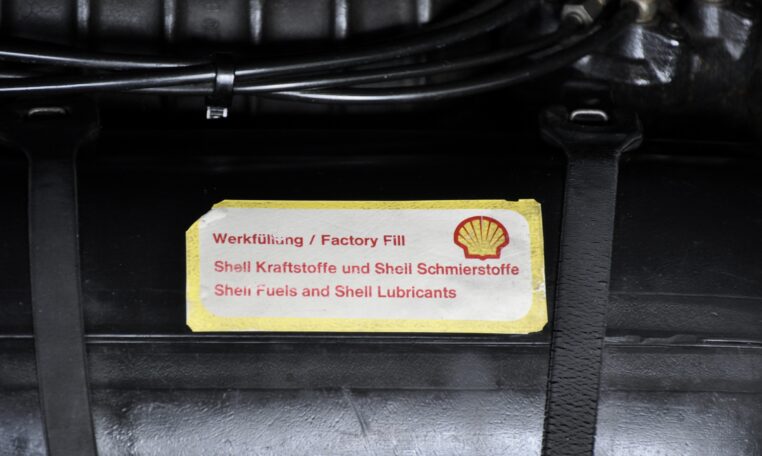 Werkfüllung / Factory Fill
Shell Kraftstoffe und Shell Schmierstoffe
Shell Fuels and Shell Lubricants